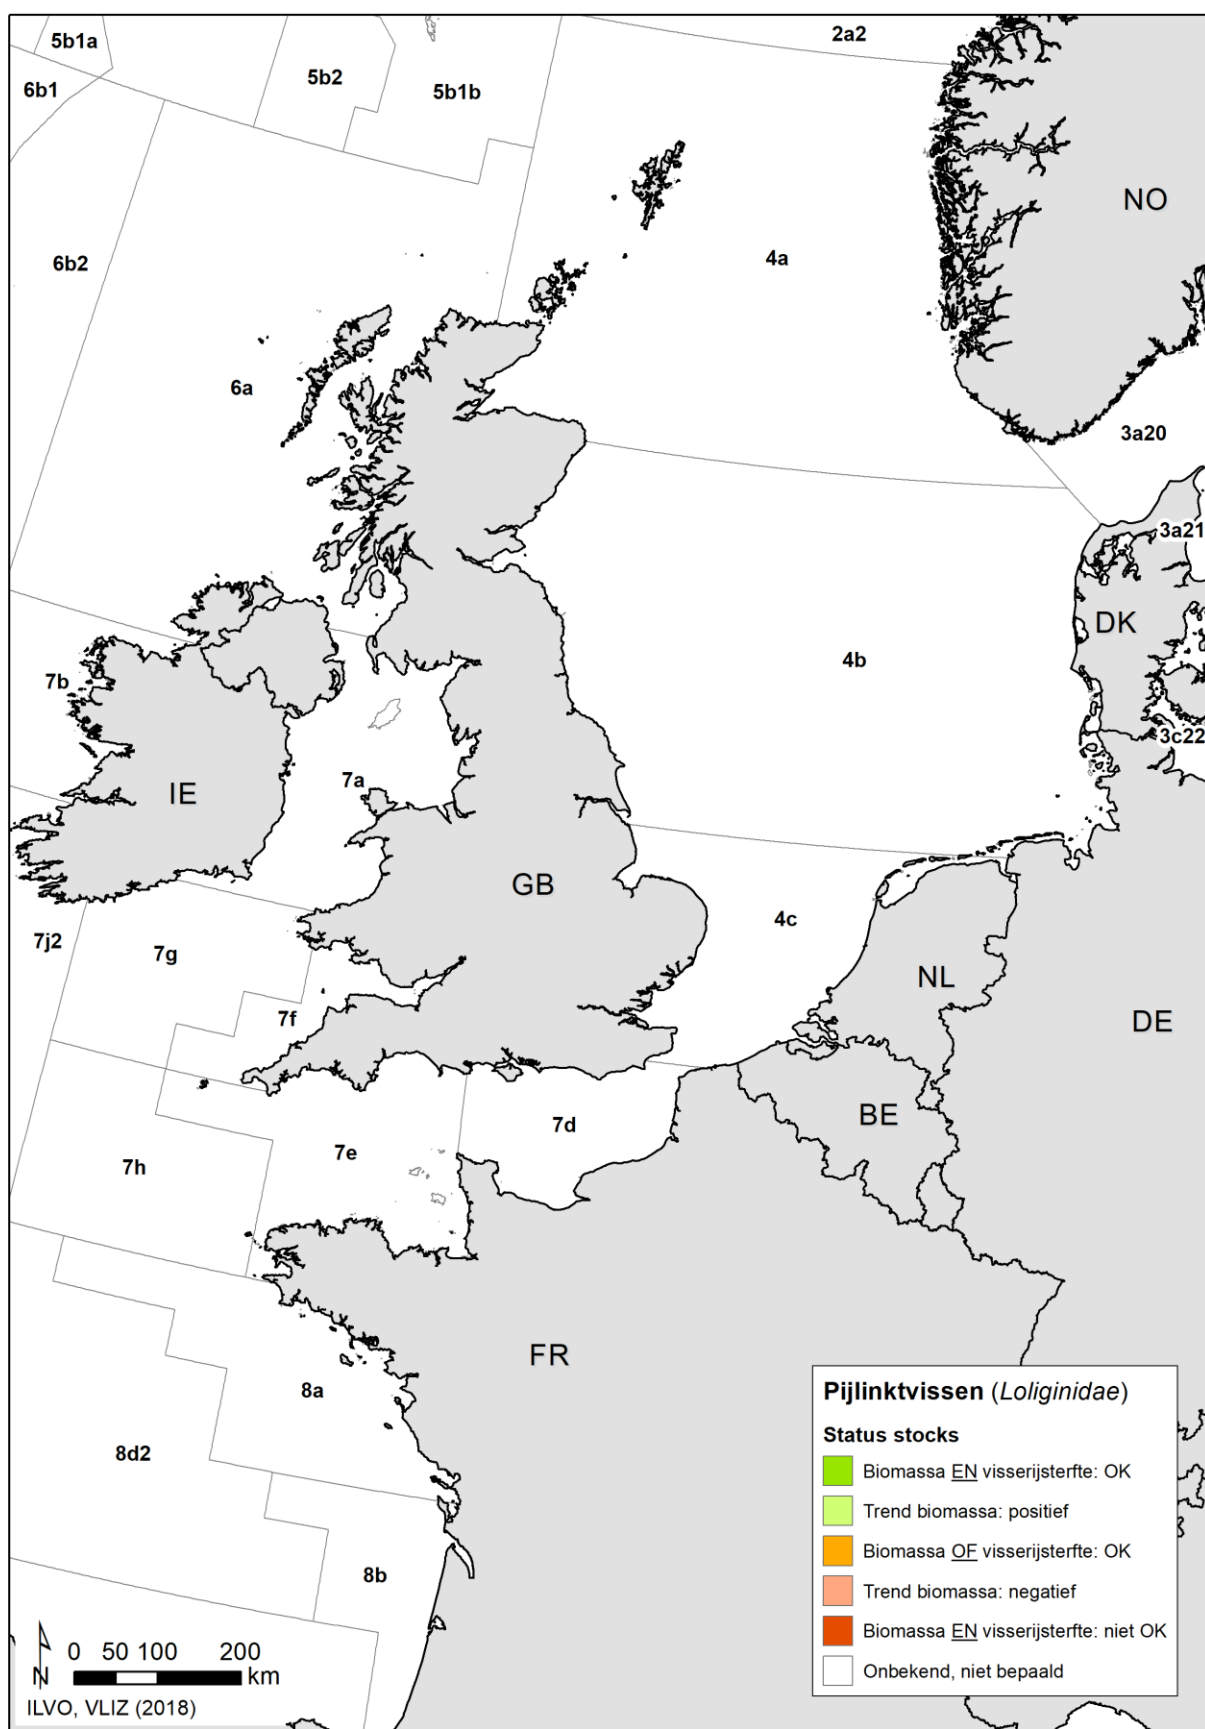 2a2
5b1a
5b2
6b1
5b1b
NO
4a
6b2
6a
3a20
3a21
DK
4b
7b
3c22
7a
IE
GB
4c
7j2
7g
NL
7f
DE
BE
7d
7e
7h
FR
8a
8d2
8b
Pijlinktvissen (Loliginidae)
Status stocks
Biomassa EN visserijsterfte: OK
Trend biomassa: positief
Biomassa OF visserijsterfte: OK
Trend biomassa: negatief
Biomassa EN visserijsterfte: niet OK
Onbekend, niet bepaald
N
0 50 100 200
km
ILVO, VLIZ (2018)